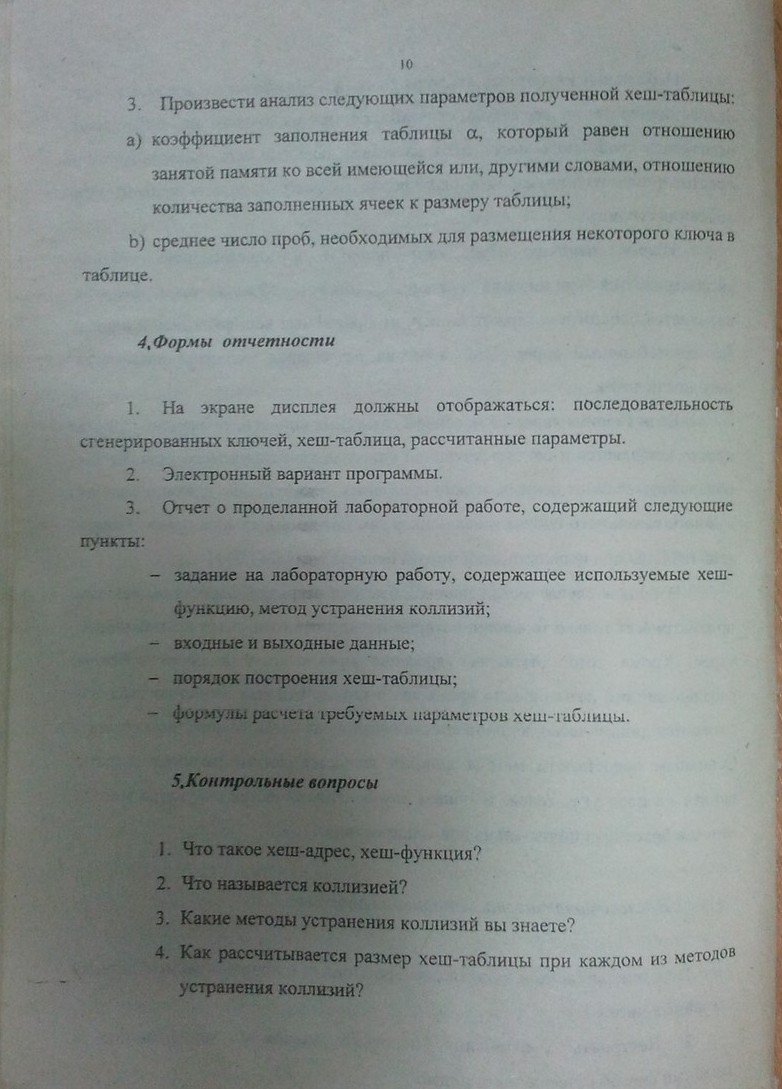 10
3. Произвести анализ следующих параметров полученной хеш-таблицы:
a) коэффициент заполнения таблицы α, который равен отношению
занятой памяти ко всей имеющейся или, другими словами, отношению
количества заполненных ячеек к размеру таблицы;
b) среднее число проб, необходимых для размещения некоторого ключа в
таблице.
4.Формы отчетности
1. На экране дисплея должны отображаться: последовательность
сгенерированных ключей, хеш-таблица, рассчитанные параметры.
2. Электронный вариант программы.
3. Отчет о проделанной лабораторной работе, содержащий следующие
пункты:
– задание на лабораторную работу, содержащее используемые хеш-
функцию, метод устранения коллизий;
– входные и выходные данные;
– порядок построения хеш-таблицы;
– формулы расчета требуемых параметров хеш-таблицы.
5.Контрольные вопросы
1. Что такое хеш-адрес, хеш-функция?
2. Что называется коллизией?
3. Какие методы устранения коллизий вы знаете?
4. Как рассчитывается размер хеш-таблицы при каждом из методов
устранения коллизий?